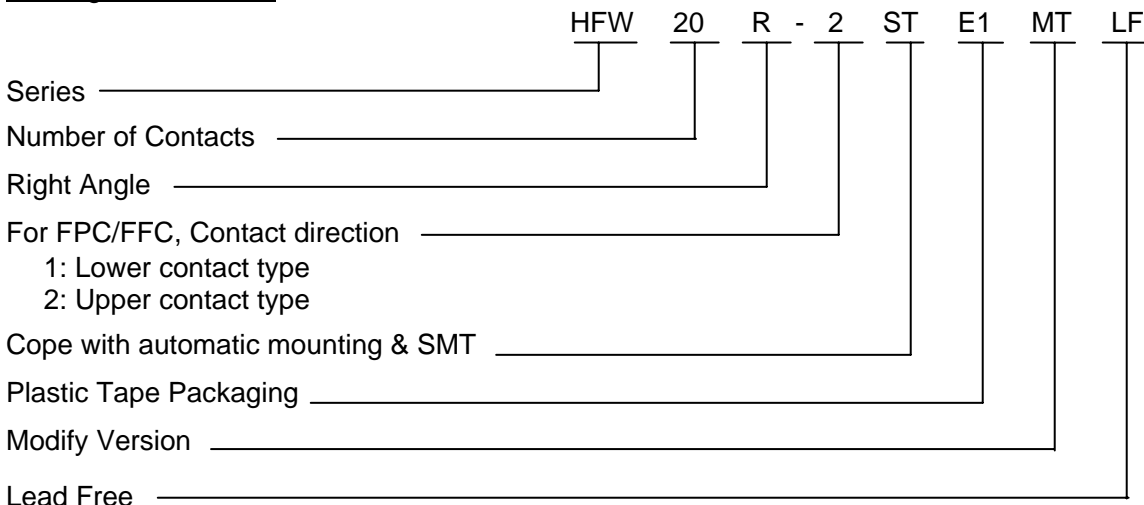 HFW 20 R - 2 ST E1 MT LF
Series
Number of Contacts
Right Angle
For FPC/FFC, Contact direction
1: Lower contact type
2: Upper contact type
Cope with automatic mounting & SMT
Plastic Tape Packaging
Modify Version
Lead Free